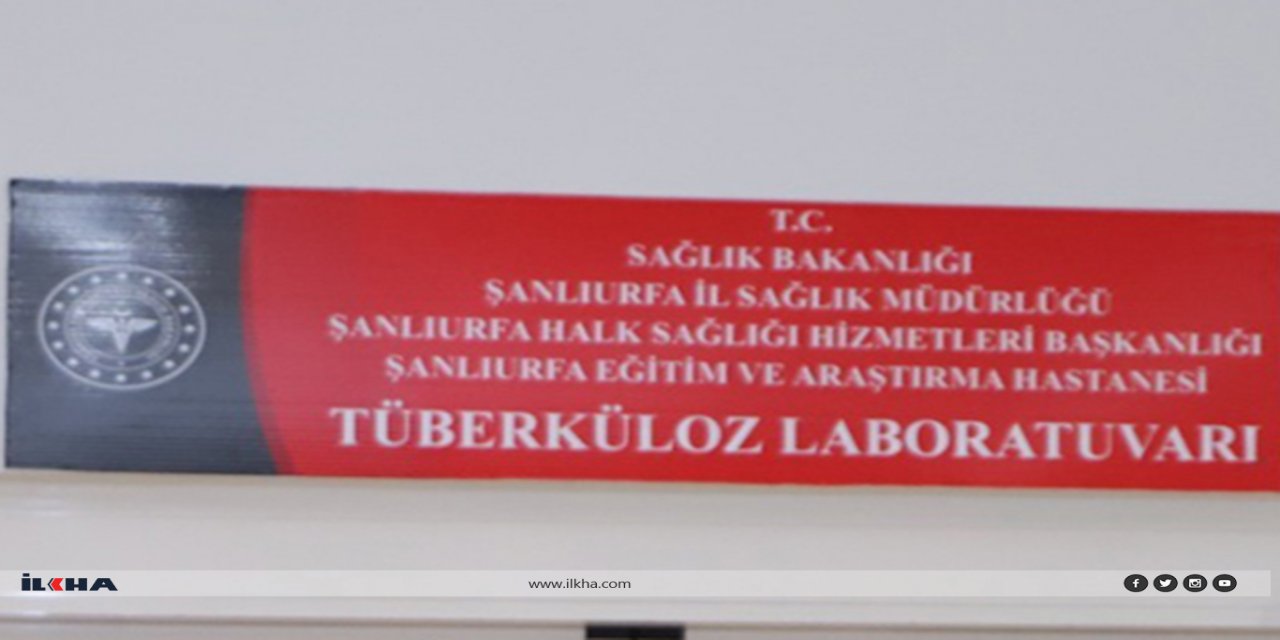 T.C.
SAĞLIK BAKANLIĞI
ŞANLIURFA İL SAĞLIK MÜDÜRLÜĞÜ
ŞANLIURFA HALK SAĞLIĞI HİZMETLERİ BAŞKANLIĞI
ŞANLIURFA EĞİTİM VE ARAŞTIRMA HASTANESİ
TÜBERKÜLOZ LABORATUVARI
İLKHA www.ilkha.com